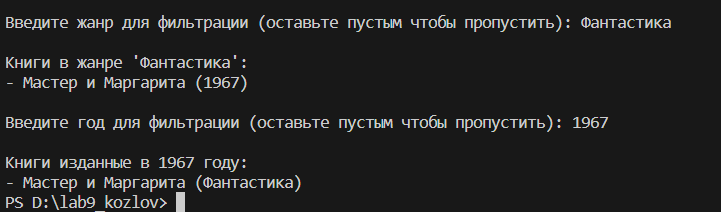 Введите жанр для фильтрации (оставьте пустым чтобы пропустить): Фантастика
Книги в жанре 'Фантастика':
- Мастер и Маргарита (1967)
Введите год для фильтрации (оставьте пустым чтобы пропустить): 1967
Книги изданные в 1967 году:
- Мастер и Маргарита (Фантастика)
PS D:\lab9_kozlov>